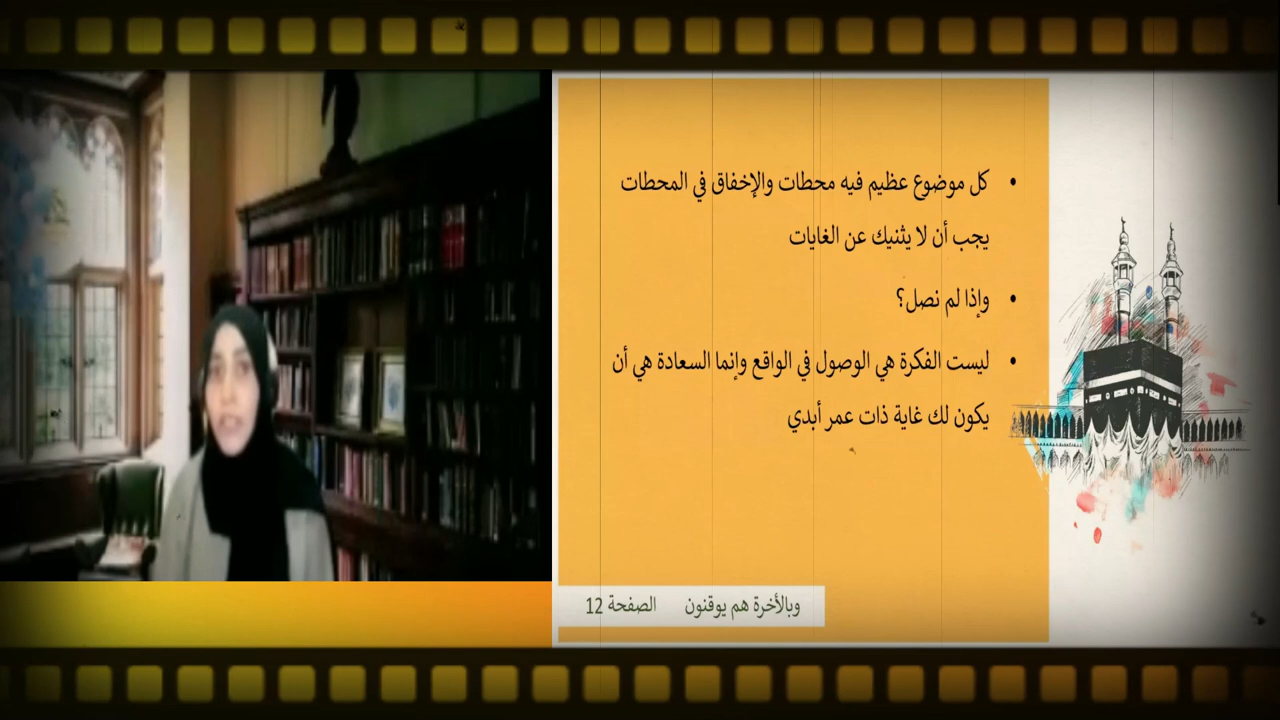 • كل موضوع عظيم فيه محطات والإخفاق في المحطات
يجب أن لا يثنيك عن الغايات
• وإذا لم نصل؟
• ليست الفكرة هي الوصول في الواقع وإنما السعادة هي أن
يكون لك غاية ذات عمر أبدي
وبالأخرة هم يوقنون الصفحة 12